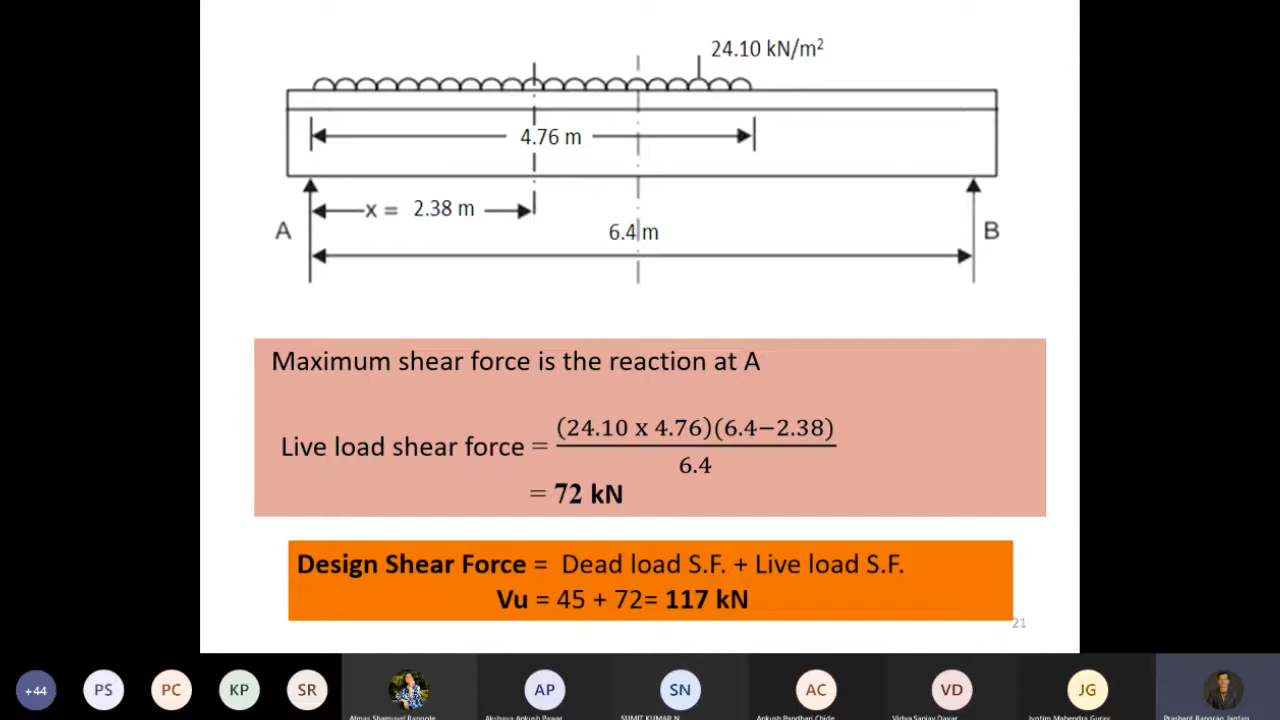 24.10 kN/m²
4.76 m
x = 2.38 m
A
6.4 m
B
Maximum shear force is the reaction at A
Live load shear force = (24.10 x 4.76)(6.4−2.38)
6.4
= 72 kN
Design Shear Force = Dead load S.F. + Live load S.F.
Vu = 45 + 72= 117 kN
21
+44
PS
PC
KP
SR
AP
SN
AC
VD
JG
SUMIT KUMAR N